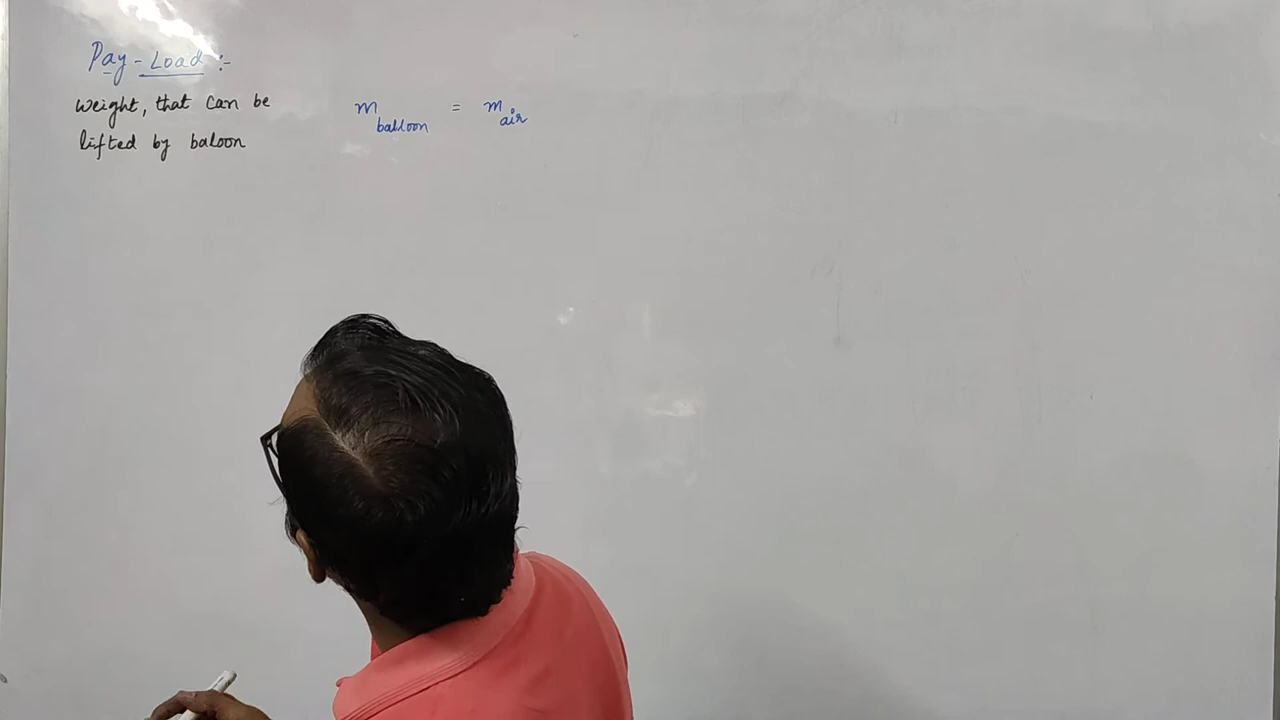 Pay-Load :-
weight, that can be
lifted by baloon
m balloon = m air